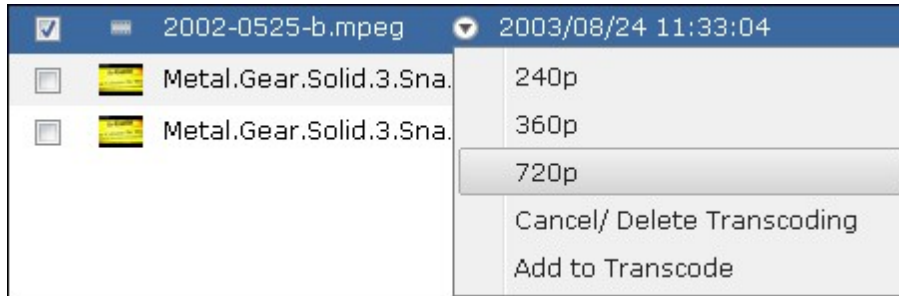 2002-0525-b.mpeg 2003/08/24 11:33:04
Metal.Gear.Solid.3.Sna.
240p
Metal.Gear.Solid.3.Sna.
360p
720p
Cancel/ Delete Transcoding
Add to Transcode